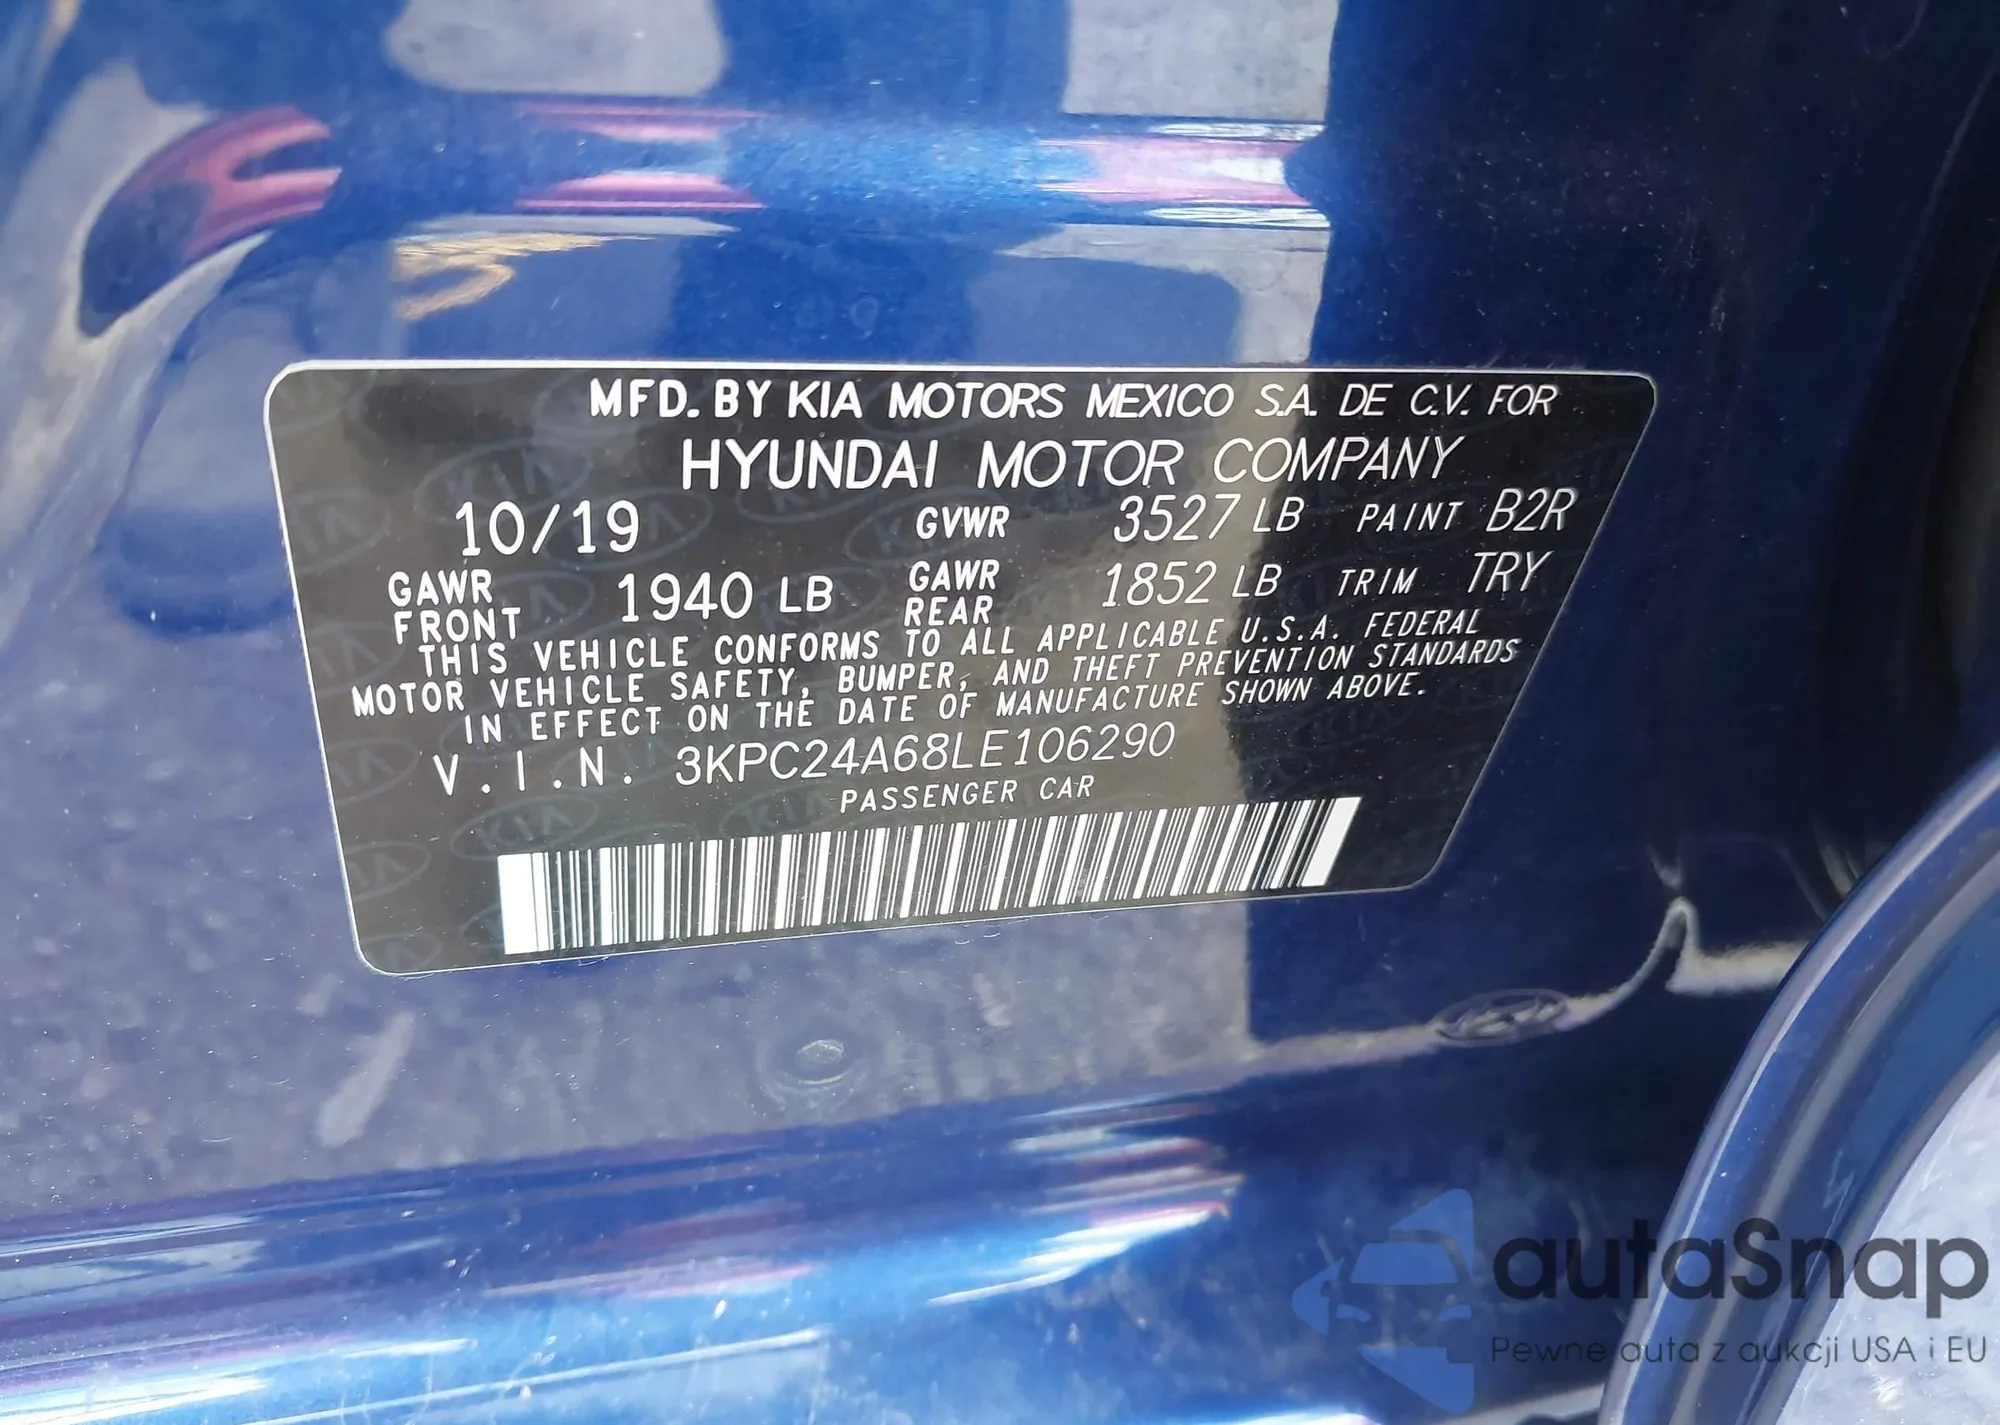 MFD. BY KIA MOTORS MEXICO S.A. DE C.V. FOR
HYUNDAI MOTOR COMPANY
10/19 GVWR 3527 LB PAINT B2R
GAWR FRONT 1940 LB GAWR REAR 1852 LB TRIM TRY
THIS VEHICLE CONFORMS TO ALL APPLICABLE U.S.A. FEDERAL
MOTOR VEHICLE SAFETY, BUMPER, AND THEFT PREVENTION STANDARDS
IN EFFECT ON THE DATE OF MANUFACTURE SHOWN ABOVE.
V.I.N. 3KPC24A68LE106290
PASSENGER CAR
autaSnap
Pewne auta z aukcji USA i EU